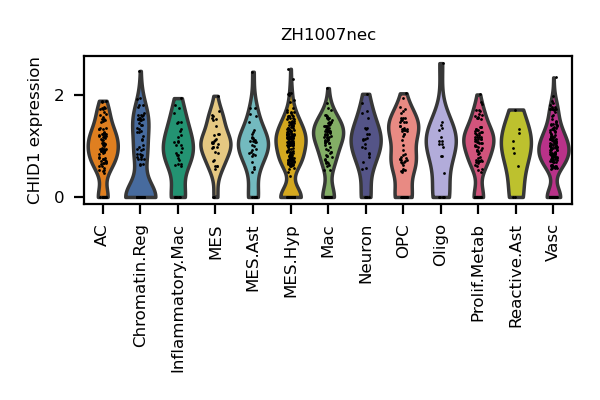 ZH1007nec
CHID1 expression
2
0
AC
Chromatin.Reg
Inflammatory.Mac
MES
MES.Ast
MES.Hyp
Mac
Neuron
OPC
Oligo
Prolif.Metab
Reactive.Ast
Vasc